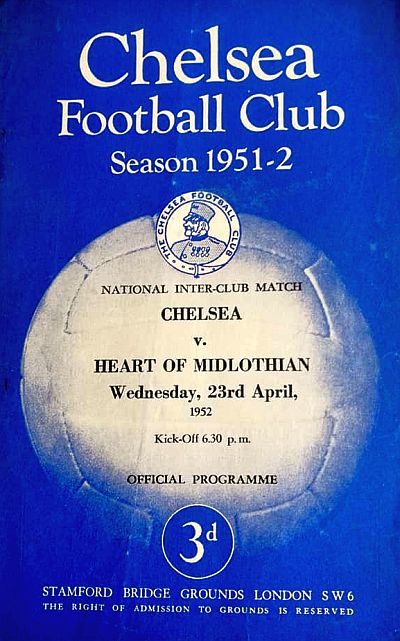 Chelsea
Football Club
Season 1951-2
THE CHELSEA FOOTBALL CLUB
NATIONAL INTER-CLUB MATCH
CHELSEA
v.
HEART OF MIDLOTHIAN
Wednesday, 23rd April,
1952
Kick-Off 6.30 p.m.
OFFICIAL PROGRAMME
3d
STAMFORD BRIDGE GROUNDS LONDON SW6
THE RIGHT OF ADMISSION TO GROUNDS IS RESERVED